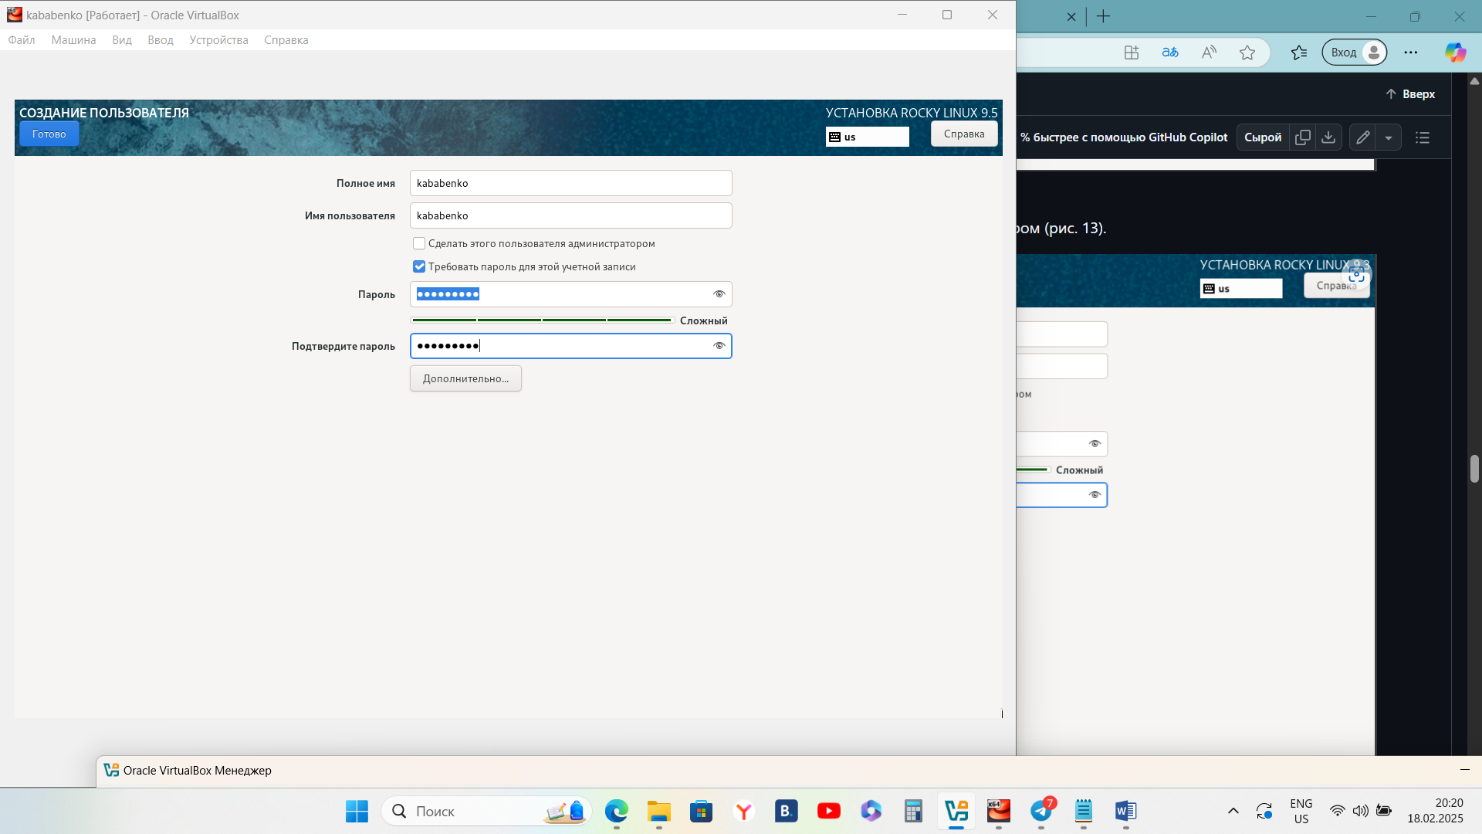 kababenko [Работает] - Oracle VirtualBox
Файл Машина Вид Ввод Устройства Справка
СОЗДАНИЕ ПОЛЬЗОВАТЕЛЯ
УСТАНОВКА ROCKY LINUX 9.5
Готово
us
Справка
Полное имя
kababenko
Имя пользователя
kababenko
Сделать этого пользователя администратором
Требовать пароль для этой учетной записи
Пароль
●●●●●●●●●
Сложный
Подтвердите пароль
●●●●●●●●●
Дополнительно...
Вход
Вверх
% быстрее с помощью GitHub Copilot
Сырой
ром (рис. 13).
УСТАНОВКА ROCKY LINUX
us
Справка
ром
Сложный
Oracle VirtualBox Менеджер
Поиск
B.
7
ENG
US
20:20
18.02.2025